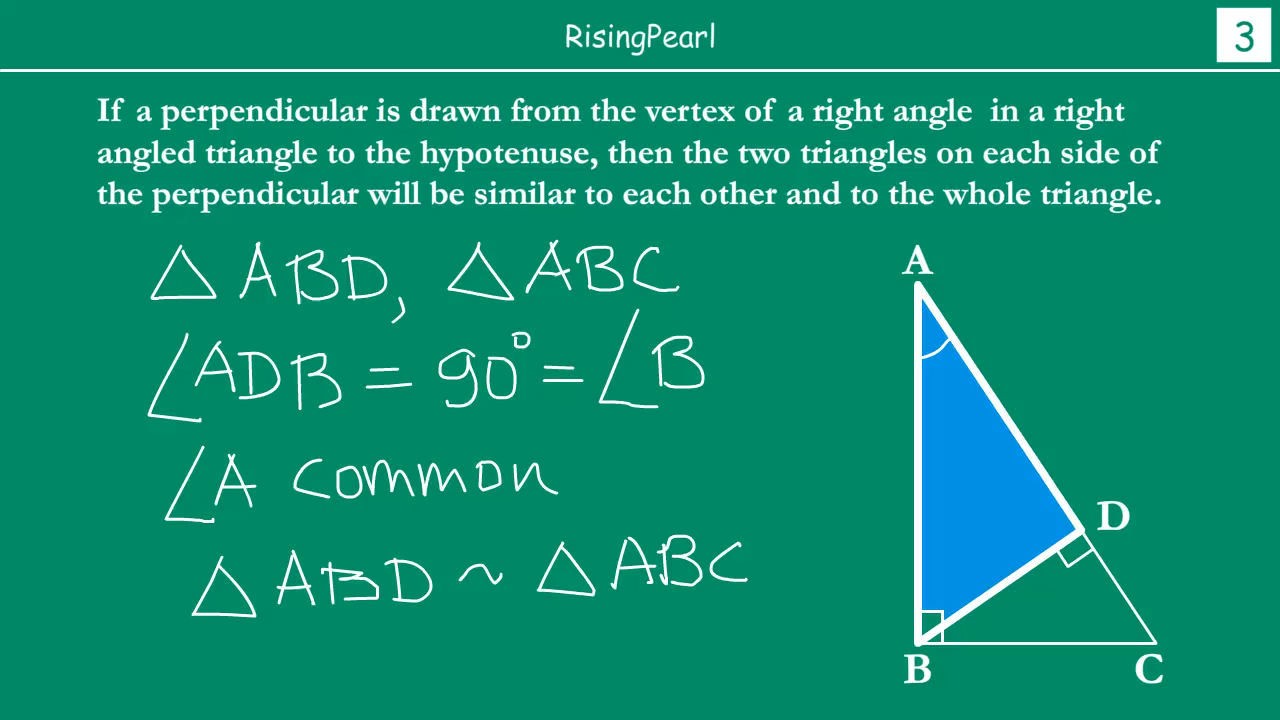 RisingPearl
3
If a perpendicular is drawn from the vertex of a right angle in a right
angled triangle to the hypotenuse, then the two triangles on each side of
the perpendicular will be similar to each other and to the whole triangle.
△ ABD, △ ABC
∠ADB = 90° = ∠B
∠A common
△ ABD ~ △ ABC
A
D
B
C